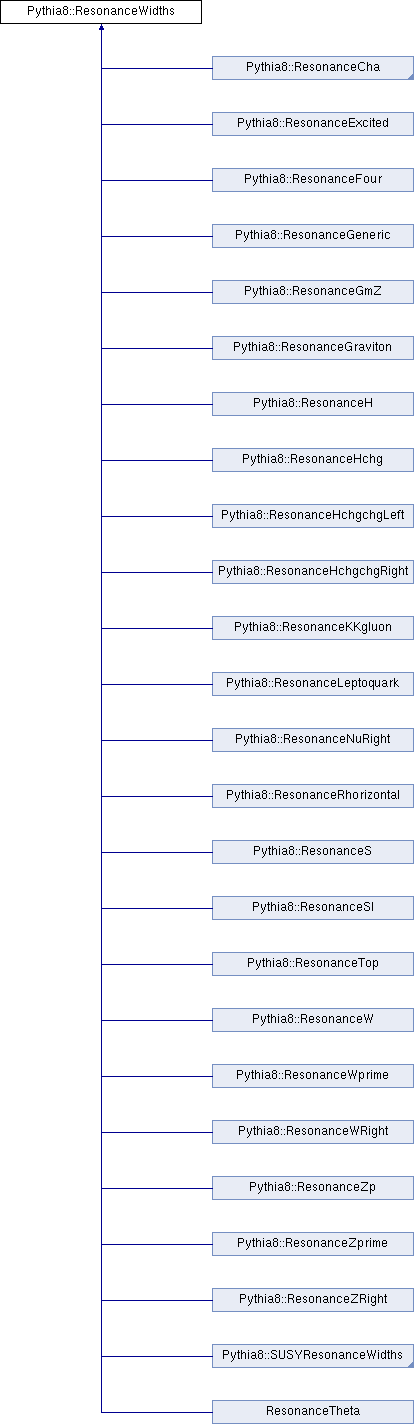 Pythia8::ResonanceWidths
Pythia8::ResonanceCha
Pythia8::ResonanceExcited
Pythia8::ResonanceFour
Pythia8::ResonanceGeneric
Pythia8::ResonanceGmZ
Pythia8::ResonanceGraviton
Pythia8::ResonanceH
Pythia8::ResonanceHchg
Pythia8::ResonanceHchgchgLeft
Pythia8::ResonanceHchgchgRight
Pythia8::ResonanceKKgluon
Pythia8::ResonanceLeptoquark
Pythia8::ResonanceNuRight
Pythia8::ResonanceRhorizontal
Pythia8::ResonanceS
Pythia8::ResonanceSl
Pythia8::ResonanceTop
Pythia8::ResonanceW
Pythia8::ResonanceWprime
Pythia8::ResonanceWRight
Pythia8::ResonanceZp
Pythia8::ResonanceZprime
Pythia8::ResonanceZRight
Pythia8::SUSYResonanceWidths
ResonanceTheta